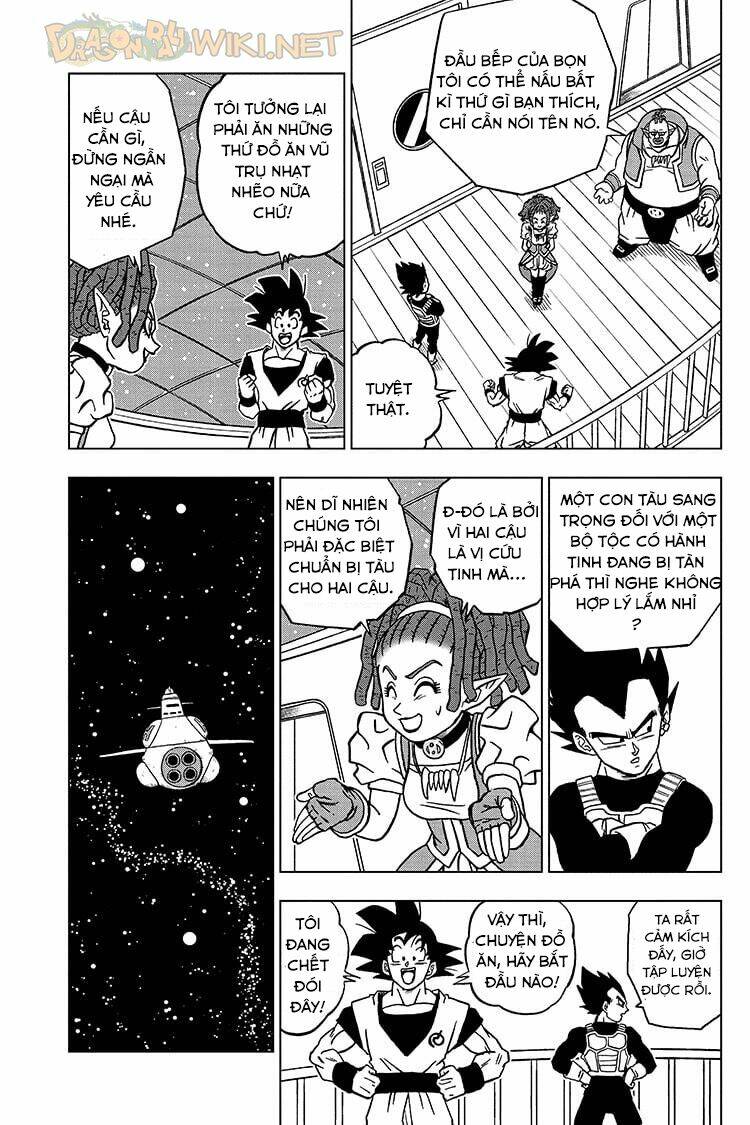 DRAGON BALL WIKI.NET
ĐẦU BẾP CỦA BỌN
TÔI CÓ THỂ NẤU BẤT
KÌ THỨ GÌ BẠN THÍCH,
CHỈ CẦN NÓI TÊN NÓ.
TUYỆT
THẬT.
TÔI TƯỞNG LẠI
PHẢI ĂN NHỮNG
THỨ ĐỒ ĂN VŨ
TRỤ NHẠT
NHẼO NỮA
CHỨ!
NẾU CẬU
CẦN GÌ,
ĐỪNG NGẦN
NGẠI MÀ
YÊU CẦU
NHÉ.
MỘT CON TÀU SANG
TRỌNG ĐỐI VỚI MỘT
BỘ TỘC CÓ HÀNH
TINH ĐANG BỊ TÀN
PHÁ THÌ NGHE KHÔNG
HỢP LÝ LẮM NHỈ
?
Đ-ĐÓ LÀ BỞI
VÌ HAI CẬU
LÀ VỊ CỨU
TINH MÀ...
NÊN DĨ NHIÊN
CHÚNG TÔI
PHẢI ĐẶC BIỆT
CHUẨN BỊ TÀU
CHO HAI CẬU.
TA RẤT
CẢM KÍCH
ĐẤY, GIỜ
TẬP LUYỆN
ĐƯỢC RỒI.
VẬY THÌ,
CHUYỆN ĐỒ
ĂN, HÃY BẮT
ĐẦU NÀO!
TÔI
ĐANG
CHẾT
ĐÓI
ĐÂY!